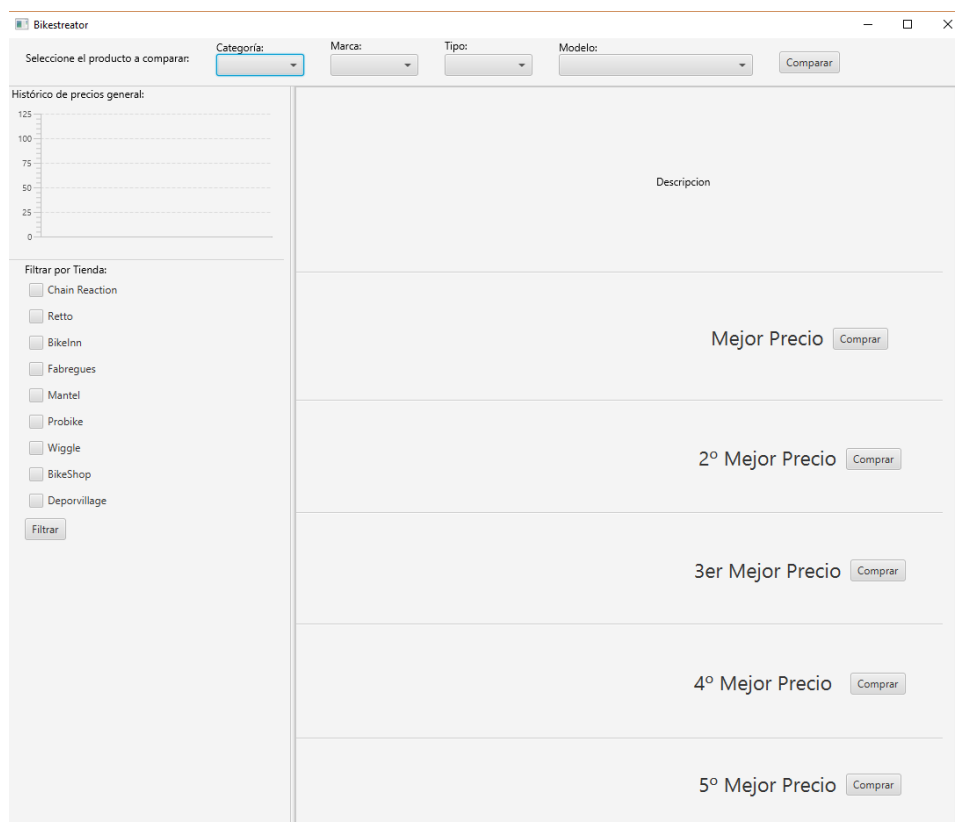 Bikestreator
Seleccione el producto a comparar:
Categoría:
Marca:
Tipo:
Modelo:
Comparar
Histórico de precios general:
125
100
75
50
25
0
Filtrar por Tienda:
Chain Reaction
Retto
BikeInn
Fabregues
Mantel
Probike
Wiggle
BikeShop
Deporvillage
Filtrar
Descripcion
Mejor Precio Comprar
2º Mejor Precio Comprar
3er Mejor Precio Comprar
4º Mejor Precio Comprar
5º Mejor Precio Comprar